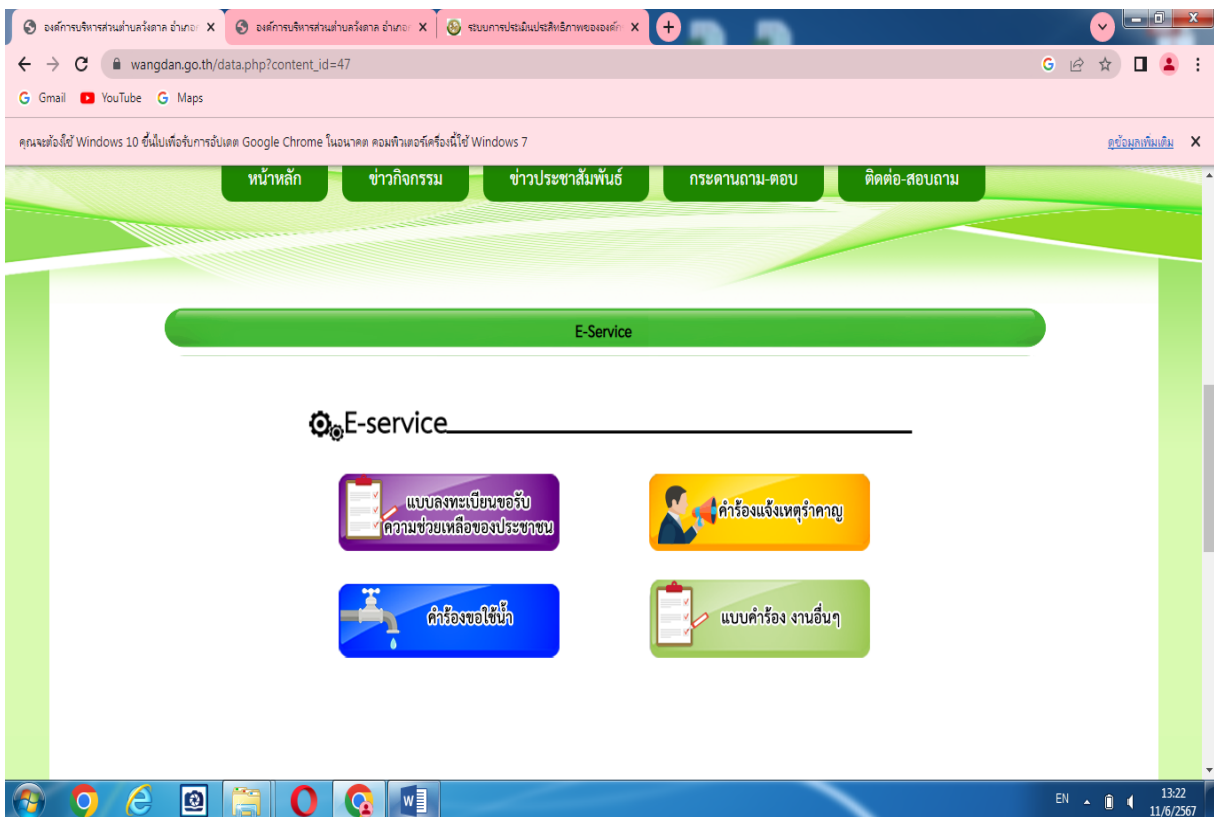 องค์การบริหารส่วนตำบลวังดาล อำเภอ
องค์การบริหารส่วนตำบลวังดาล อำเภอ
ระบบการประเมินประสิทธิภาพขององค์ก
wangdan.go.th/data.php?content_id=47
Gmail
YouTube
Maps
คุณจะต้องใช้ Windows 10 ขึ้นไปเพื่อรับการอัปเดต Google Chrome ในอนาคต คอมพิวเตอร์เครื่องนี้ใช้ Windows 7
ดูข้อมูลเพิ่มเติม
หน้าหลัก
ข่าวกิจกรรม
ข่าวประชาสัมพันธ์
กระดานถาม-ตอบ
ติดต่อ-สอบถาม
E-Service
E-service
แบบลงทะเบียนขอรับ
ความช่วยเหลือของประชาชน
คำร้องแจ้งเหตุรำคาญ
คำร้องขอใช้น้ำ
แบบคำร้อง งานอื่นๆ
EN
13:22
11/6/2567